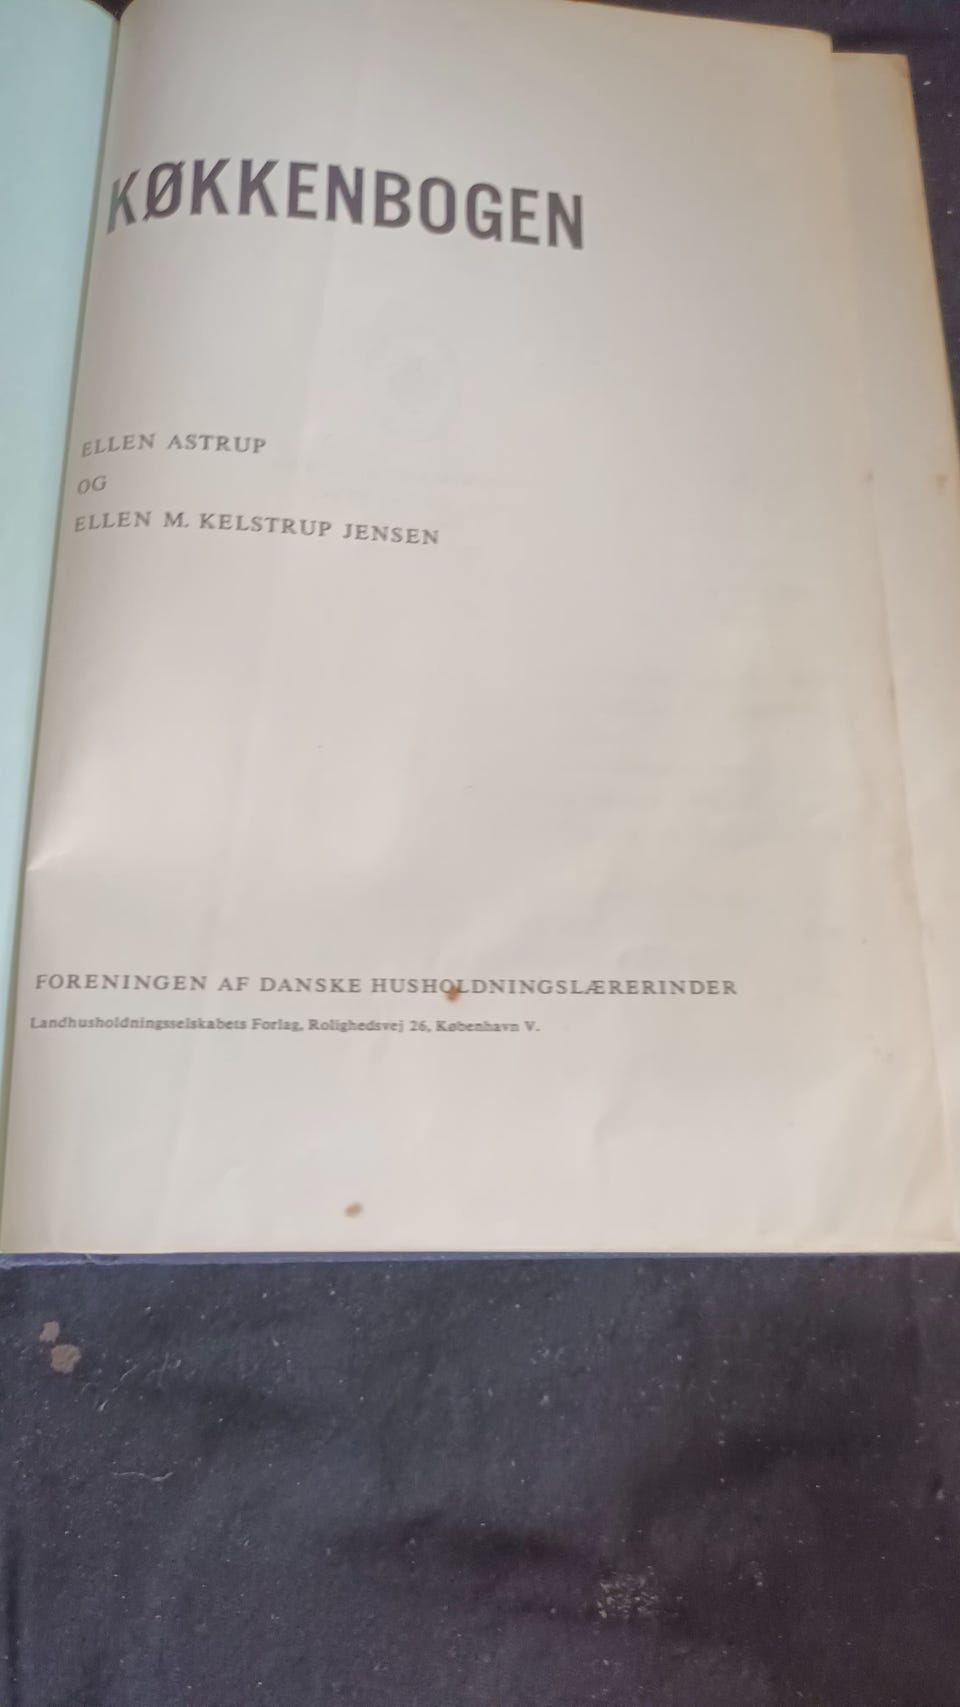 KØKKENBOGEN
ELLEN ASTRUP
OG
ELLEN M. KELSTRUP JENSEN
FORENINGEN AF DANSKE HUSHOLDNINGSLÆRERINDER
Landhusholdningsselskabets Forlag, Rolighedsvej 26, København V.